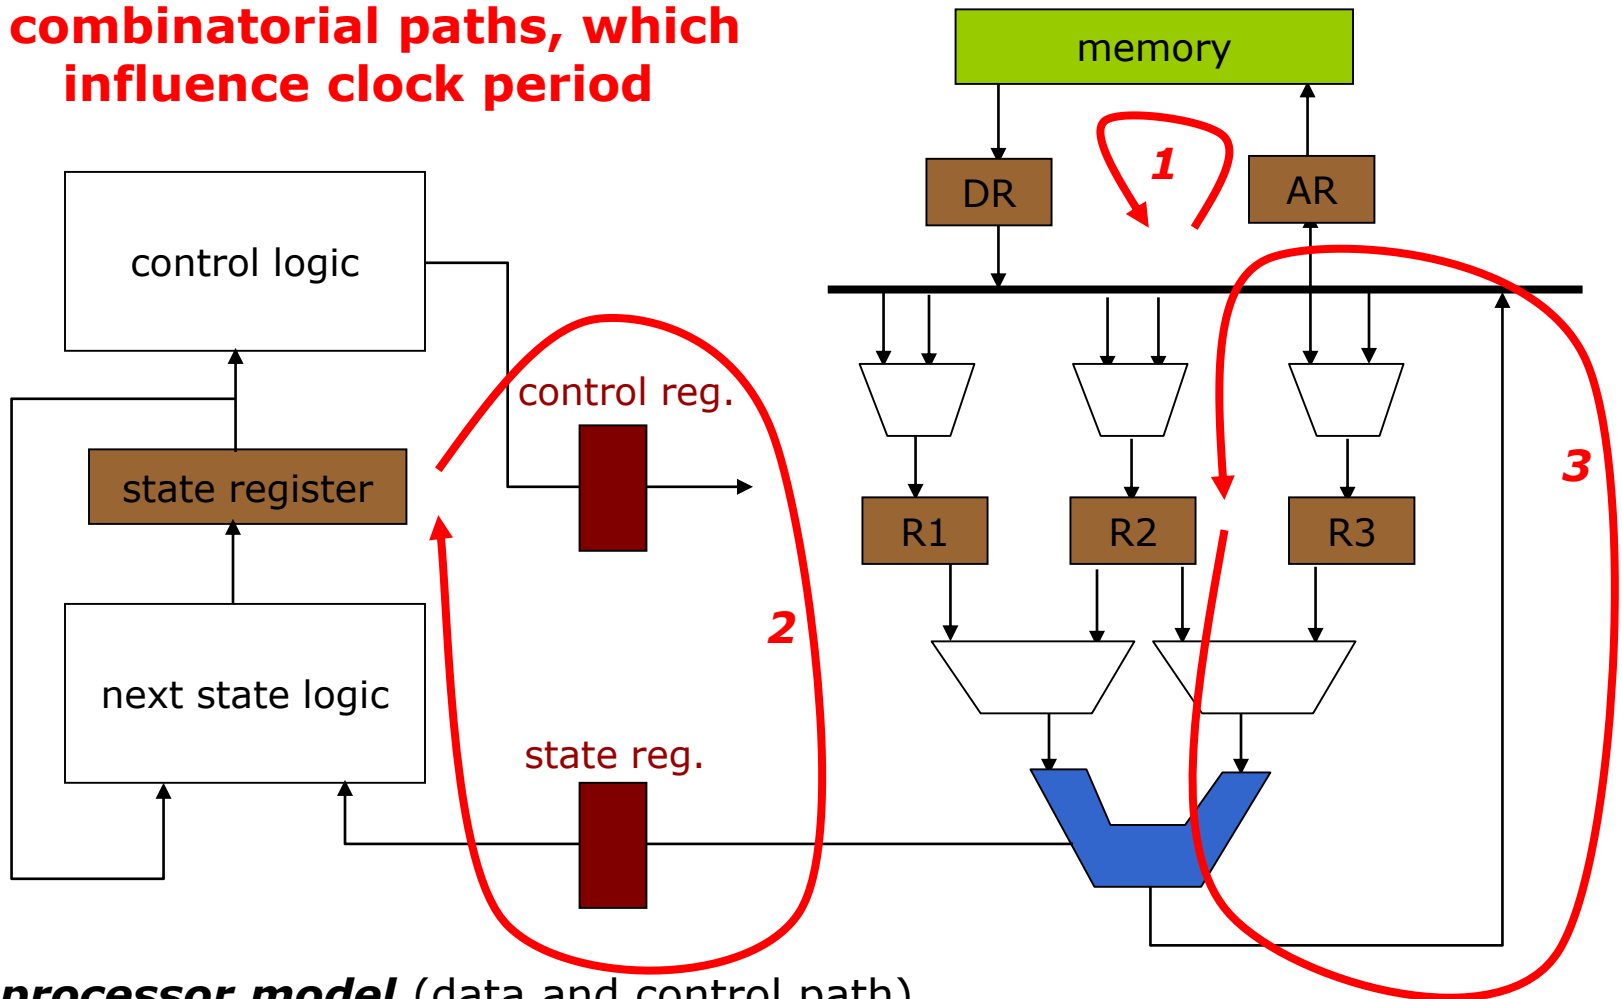 combinatorial paths, which
influence clock period
memory
1
DR
AR
control logic
control reg.
3
state register
R1
R2
R3
2
next state logic
state reg.
processor model (data and control path)